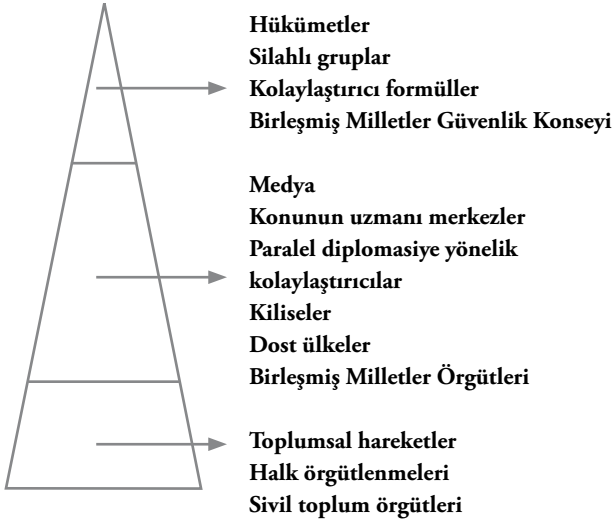 Hükümetler
Silahlı gruplar
Kolaylaştırıcı formüller
Birleşmiş Milletler Güvenlik Konseyi
Medya
Konunun uzmanı merkezler
Paralel diplomasiye yönelik
kolaylaştırıcılar
Kiliseler
Dost ülkeler
Birleşmiş Milletler Örgütleri
Toplumsal hareketler
Halk örgütlenmeleri
Sivil toplum örgütleri